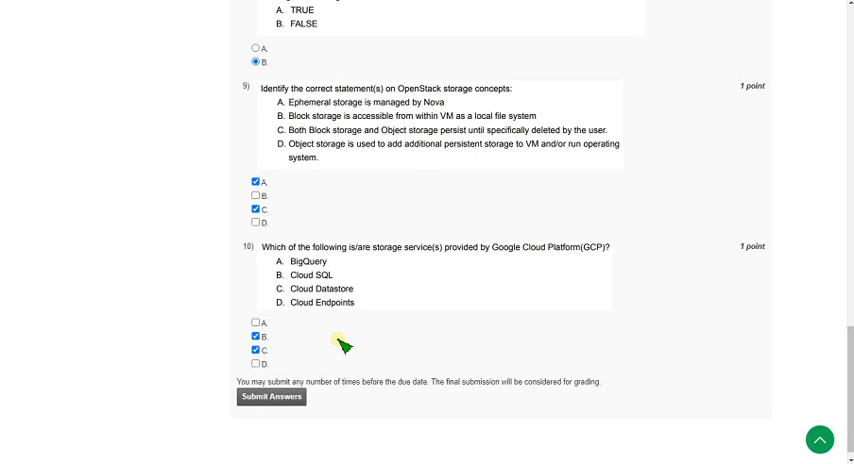 A. TRUE
B. FALSE
A.
B.
9) Identify the correct statement(s) on OpenStack storage concepts: 1 point
A. Ephemeral storage is managed by Nova
B. Block storage is accessible from within VM as a local file system
C. Both Block storage and Object storage persist until specifically deleted by the user.
D. Object storage is used to add additional persistent storage to VM and/or run operating
system.
A.
B.
C.
D.
10) Which of the following is/are storage service(s) provided by Google Cloud Platform(GCP)? 1 point
A. BigQuery
B. Cloud SQL
C. Cloud Datastore
D. Cloud Endpoints
A.
B.
C.
D.
You may submit any number of times before the due date. The final submission will be considered for grading.
Submit Answers